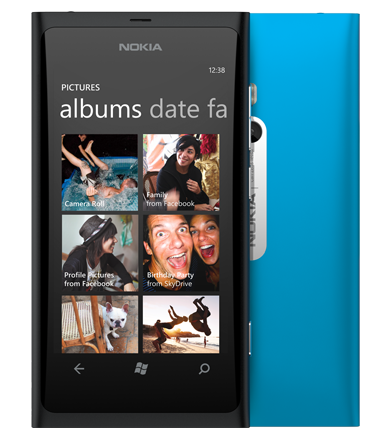 NOKIA
12:38
PICTURES
albums date fa
Camera Roll
Family
from Facebook
Profile Pictures
from Facebook
Birthday Party
from SkyDrive
NOKIA